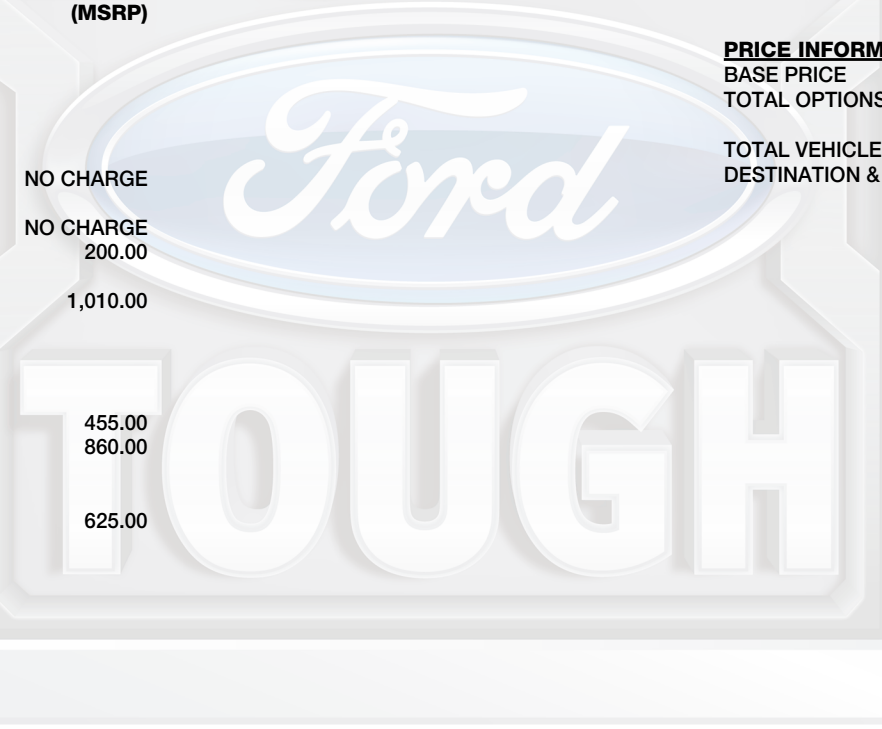 (MSRP)
NO CHARGE
NO CHARGE
200.00
1,010.00
455.00
860.00
625.00
PRICE INFORM
BASE PRICE
TOTAL OPTIONS
TOTAL VEHICLE
DESTINATION &
Ford
TOUGH